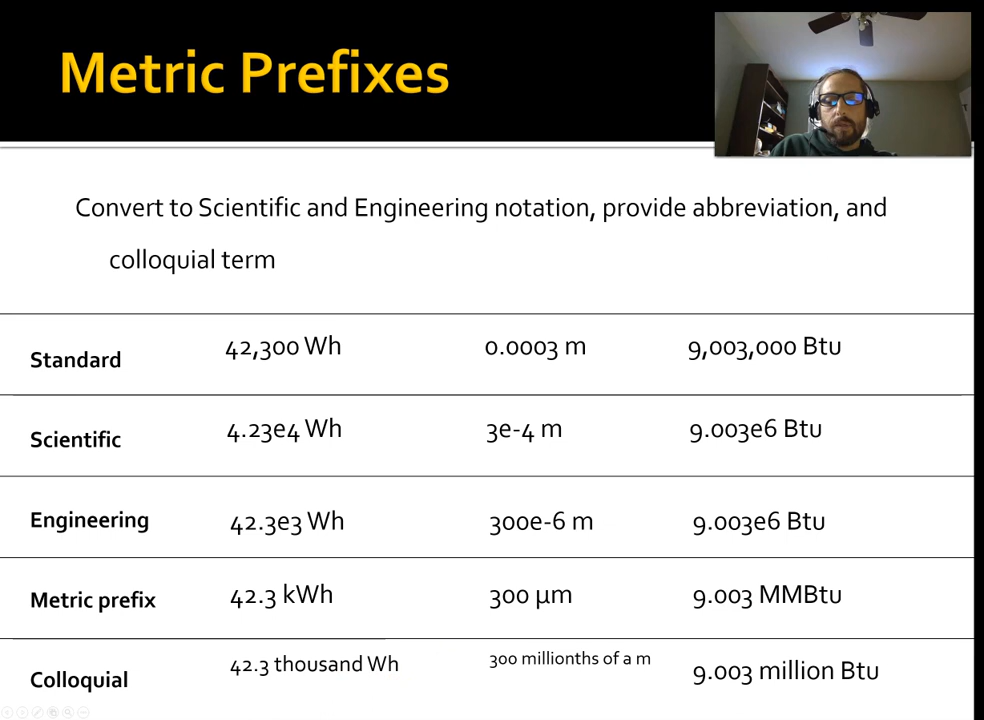 Metric Prefixes
Convert to Scientific and Engineering notation, provide abbreviation, and
colloquial term
Standard 42,300 Wh 0.0003 m 9,003,000 Btu
Scientific 4.23e4 Wh 3e-4 m 9.003e6 Btu
Engineering 42.3e3 Wh 300e-6 m 9.003e6 Btu
Metric prefix 42.3 kWh 300 µm 9.003 MMBtu
Colloquial 42.3 thousand Wh 300 millionths of a m 9.003 million Btu